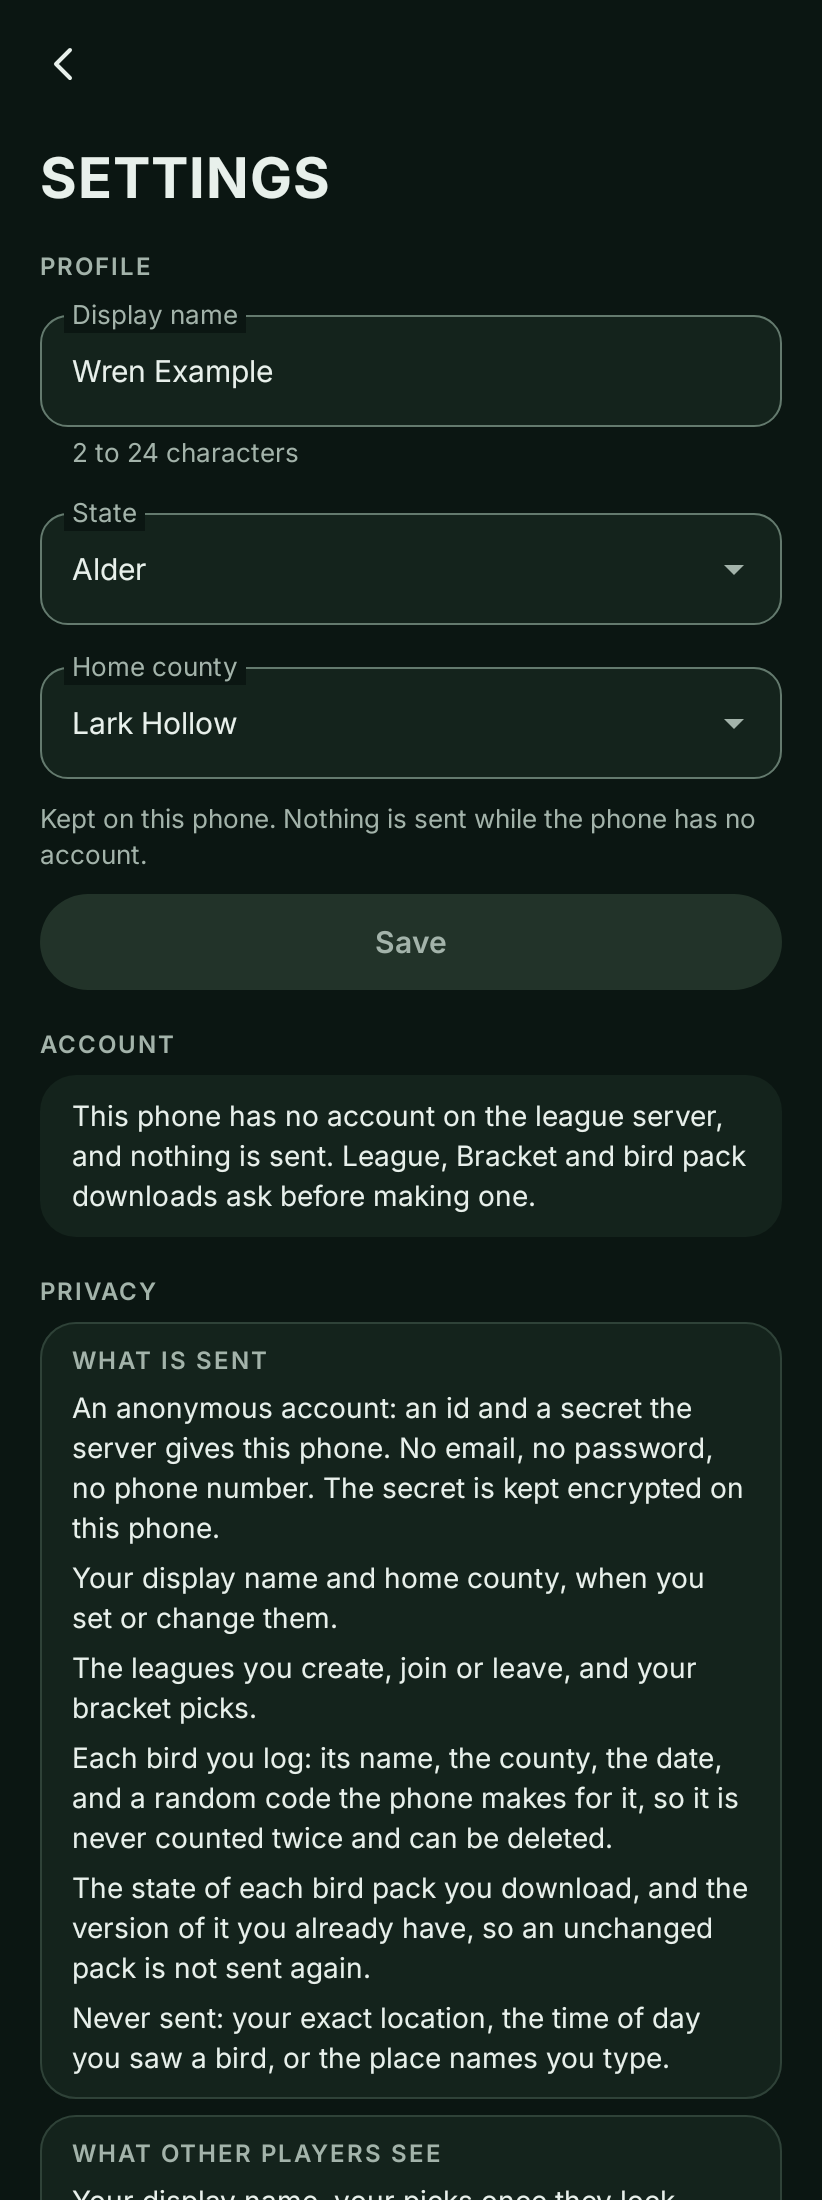 SETTINGS
PROFILE
Display name
Wren Example
2 to 24 characters
State
Alder
Home county
Lark Hollow
Kept on this phone. Nothing is sent while the phone has no
account.
Save
ACCOUNT
This phone has no account on the league server,
and nothing is sent. League, Bracket and bird pack
downloads ask before making one.
PRIVACY
WHAT IS SENT
An anonymous account: an id and a secret the
server gives this phone. No email, no password,
no phone number. The secret is kept encrypted on
this phone.
Your display name and home county, when you
set or change them.
The leagues you create, join or leave, and your
bracket picks.
Each bird you log: its name, the county, the date,
and a random code the phone makes for it, so it is
never counted twice and can be deleted.
The state of each bird pack you download, and the
version of it you already have, so an unchanged
pack is not sent again.
Never sent: your exact location, the time of day
you saw a bird, or the place names you type.
WHAT OTHER PLAYERS SEE
Your display name, your picks once they lock,